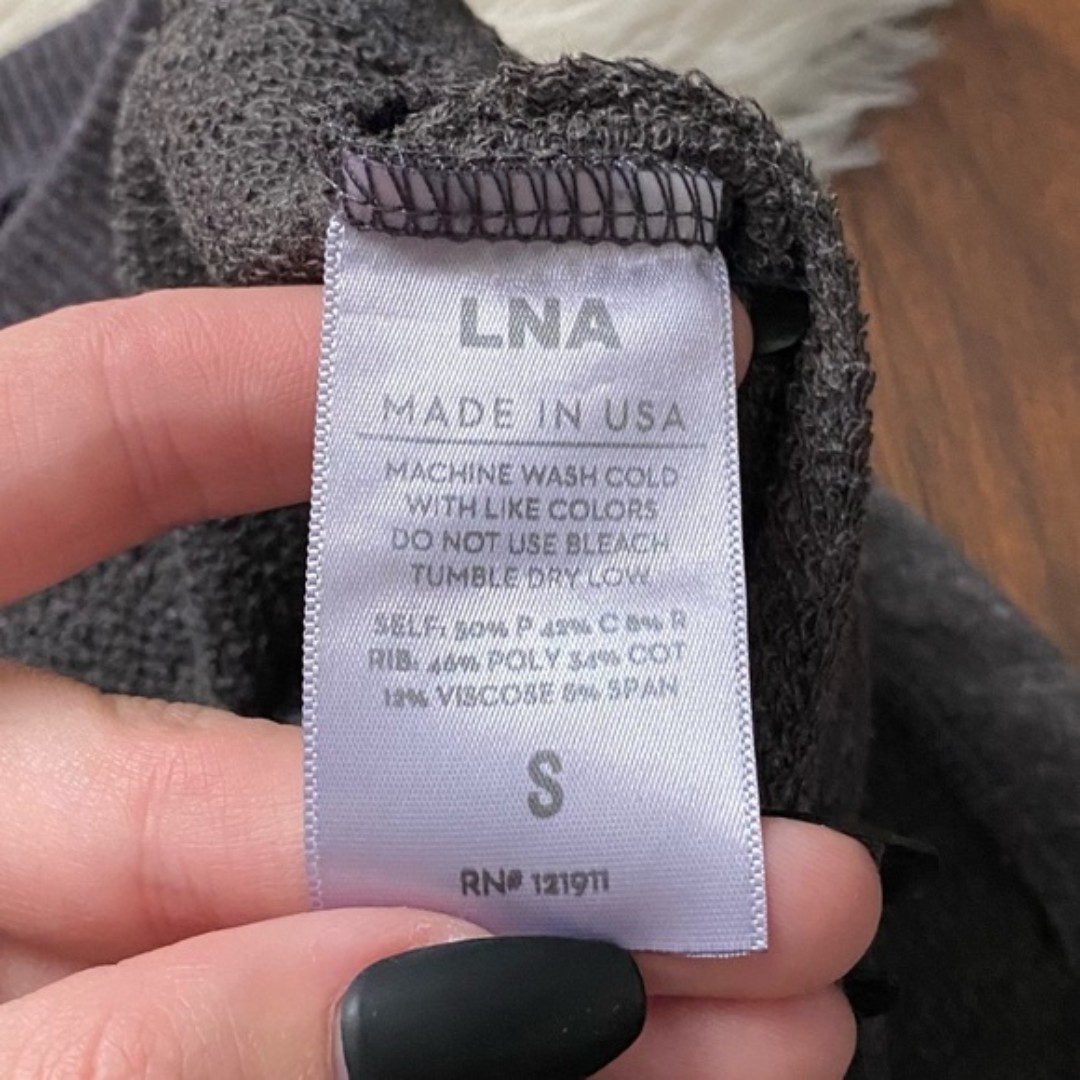 LNA
MADE IN USA
MACHINE WASH COLD
WITH LIKE COLORS
DO NOT USE BLEACH
TUMBLE DRY LOW
SELF: 50% P 42% C 8% R
RIB: 46% POLY 34% COT
12% VISCOSE 8% SPAN
S
RN# 121911